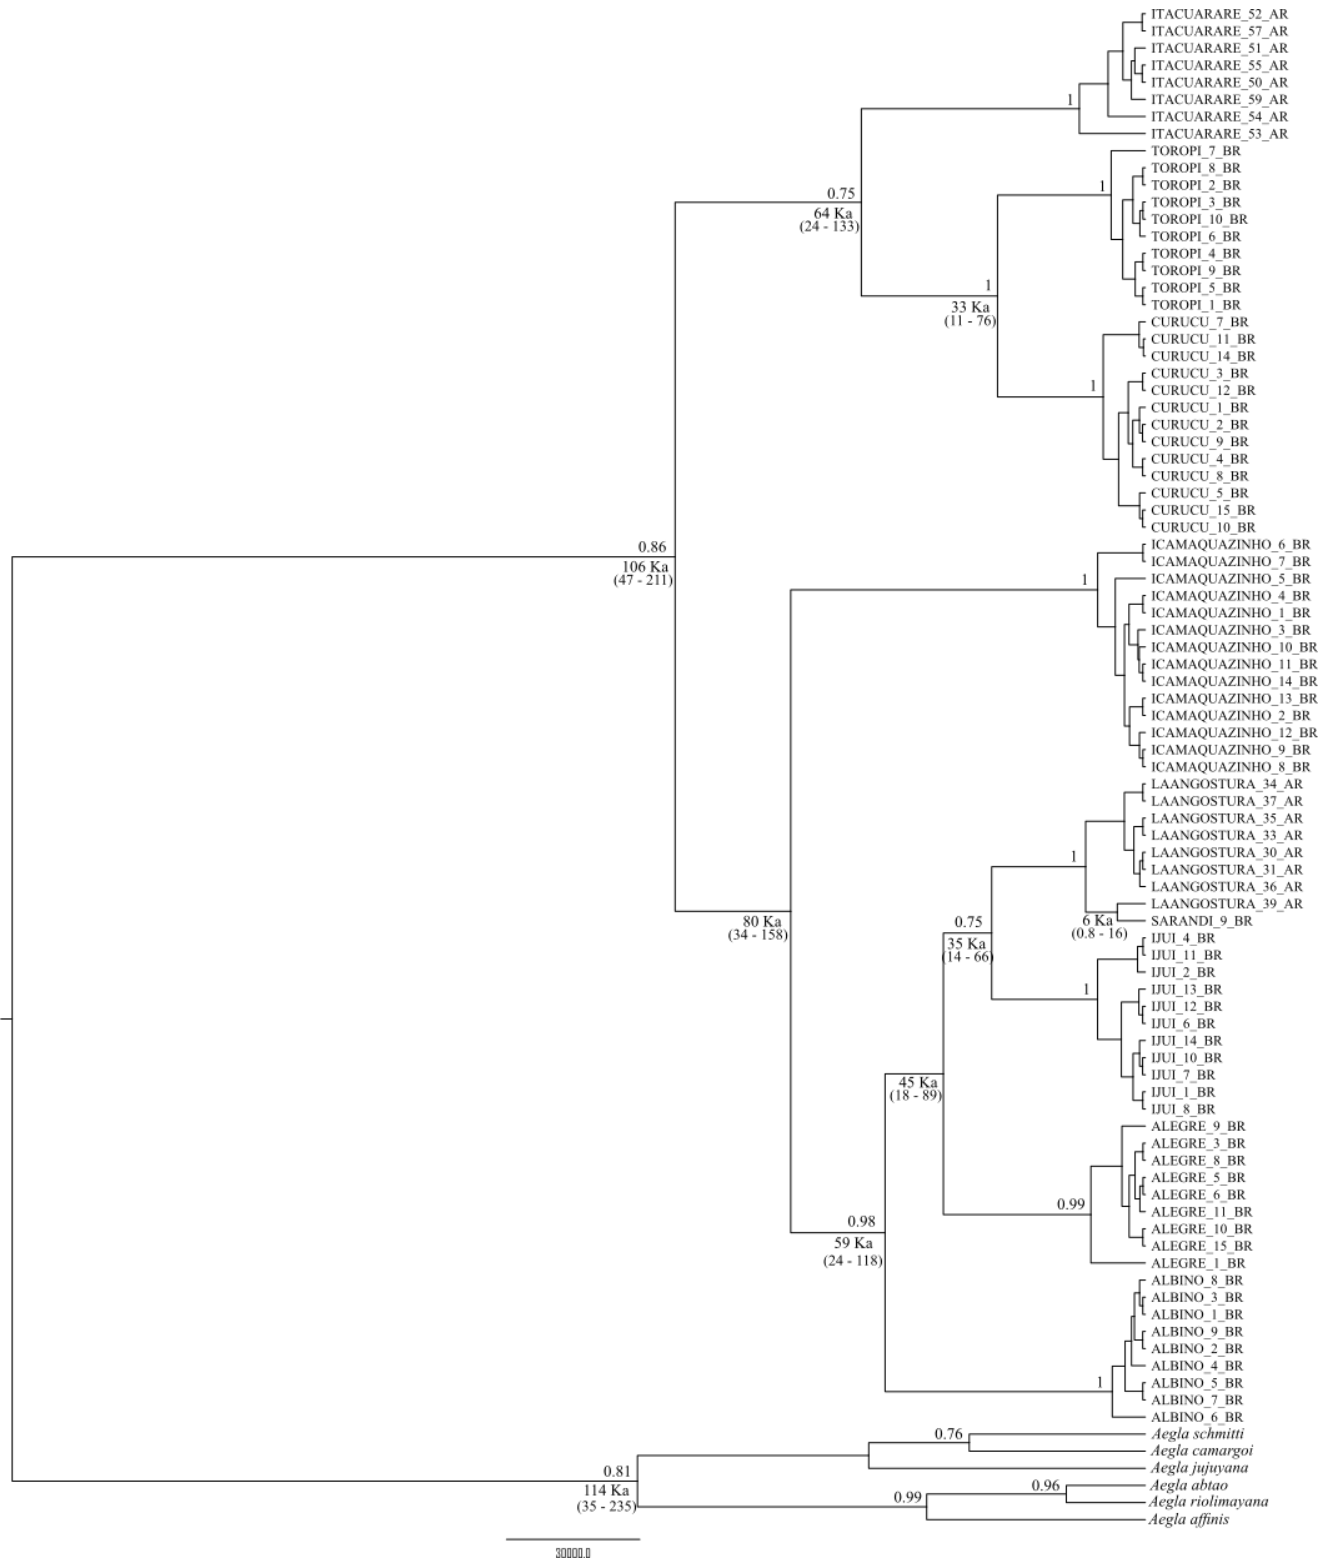 ITACUARARE_52_AR
ITACUARARE_57_AR
ITACUARARE_51_AR
ITACUARARE_55_AR
ITACUARARE_50_AR
1
ITACUARARE_59_AR
ITACUARARE_54_AR
ITACUARARE_53_AR
TOROPI_7_BR
TOROPI_8_BR
1
TOROPI_2_BR
0.75
TOROPI_3_BR
64 Ka
TOROPI_10_BR
(24 - 133)
TOROPI_6_BR
TOROPI_4_BR
TOROPI_9_BR
1
TOROPI_5_BR
33 Ka
TOROPI_1_BR
(11 - 76)
CURUCU_7_BR
CURUCU_11_BR
CURUCU_14_BR
CURUCU_3_BR
1
CURUCU_12_BR
CURUCU_1_BR
CURUCU_2_BR
CURUCU_9_BR
CURUCU_4_BR
CURUCU_8_BR
CURUCU_5_BR
CURUCU_15_BR
CURUCU_10_BR
0.86
ICAMAQUAZINHO_6_BR
106 Ka
ICAMAQUAZINHO_7_BR
(47 - 211)
1
ICAMAQUAZINHO_5_BR
ICAMAQUAZINHO_4_BR
ICAMAQUAZINHO_1_BR
ICAMAQUAZINHO_3_BR
ICAMAQUAZINHO_10_BR
ICAMAQUAZINHO_11_BR
ICAMAQUAZINHO_14_BR
ICAMAQUAZINHO_13_BR
ICAMAQUAZINHO_2_BR
ICAMAQUAZINHO_12_BR
ICAMAQUAZINHO_9_BR
ICAMAQUAZINHO_8_BR
LAANGOSTURA_34_AR
LAANGOSTURA_37_AR
LAANGOSTURA_35_AR
LAANGOSTURA_33_AR
1
LAANGOSTURA_30_AR
LAANGOSTURA_31_AR
LAANGOSTURA_36_AR
LAANGOSTURA_39_AR
80 Ka
(34 - 158)
0.75
6 Ka
(0.8 - 16)
SARANDI_9_BR
35 Ka
(14 - 66)
IJUI_4_BR
IJUI_11_BR
IJUI_2_BR
1
IJUI_13_BR
IJUI_12_BR
IJUI_6_BR
IJUI_14_BR
IJUI_10_BR
45 Ka
IJUI_7_BR
(18 - 89)
IJUI_1_BR
IJUI_8_BR
ALEGRE_9_BR
ALEGRE_3_BR
ALEGRE_8_BR
ALEGRE_5_BR
0.99
ALEGRE_6_BR
ALEGRE_11_BR
0.98
ALEGRE_10_BR
59 Ka
ALEGRE_15_BR
(24 - 118)
ALEGRE_1_BR
ALBINO_8_BR
ALBINO_3_BR
ALBINO_1_BR
ALBINO_9_BR
ALBINO_2_BR
ALBINO_4_BR
1
ALBINO_5_BR
ALBINO_7_BR
ALBINO_6_BR
0.76
Aegla schmitti
Aegla camargoi
0.81
Aegla jujuyana
114 Ka
(35 - 235)
0.96
Aegla abtao
0.99
Aegla riolimayana
Aegla affinis